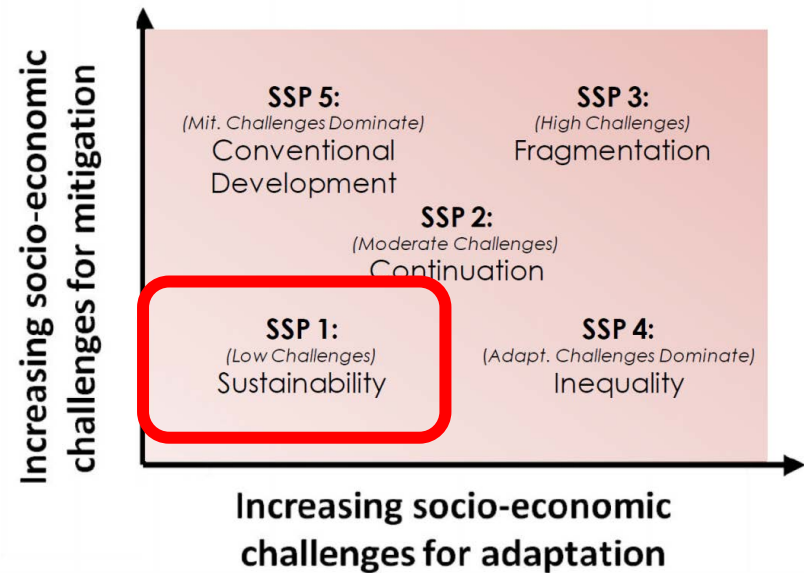 Increasing socio-economic
challenges for mitigation
SSP 5:
(Mit. Challenges Dominate)
Conventional
Development
SSP 3:
(High Challenges)
Fragmentation
SSP 2:
(Moderate Challenges)
Continuation
SSP 1:
(Low Challenges)
Sustainability
SSP 4:
(Adapt. Challenges Dominate)
Inequality
Increasing socio-economic
challenges for adaptation